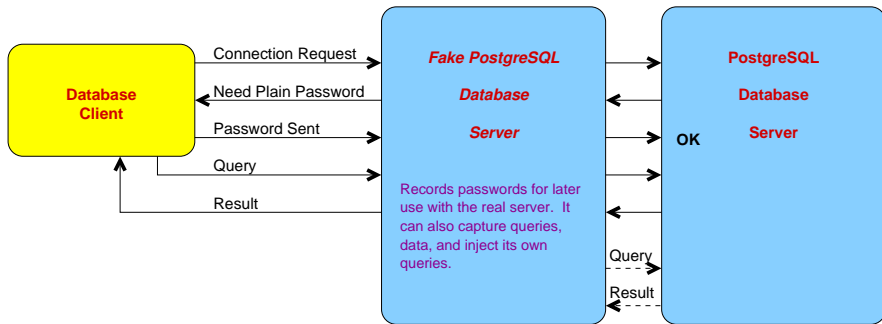 Database
Client
Connection Request
Need Plain Password
Password Sent
Query
Result
Fake PostgreSQL
Database
Server
Records passwords for later
use with the real server. It
can also capture queries,
data, and inject its own
queries.
PostgreSQL
Database
Server
OK
Query
Result